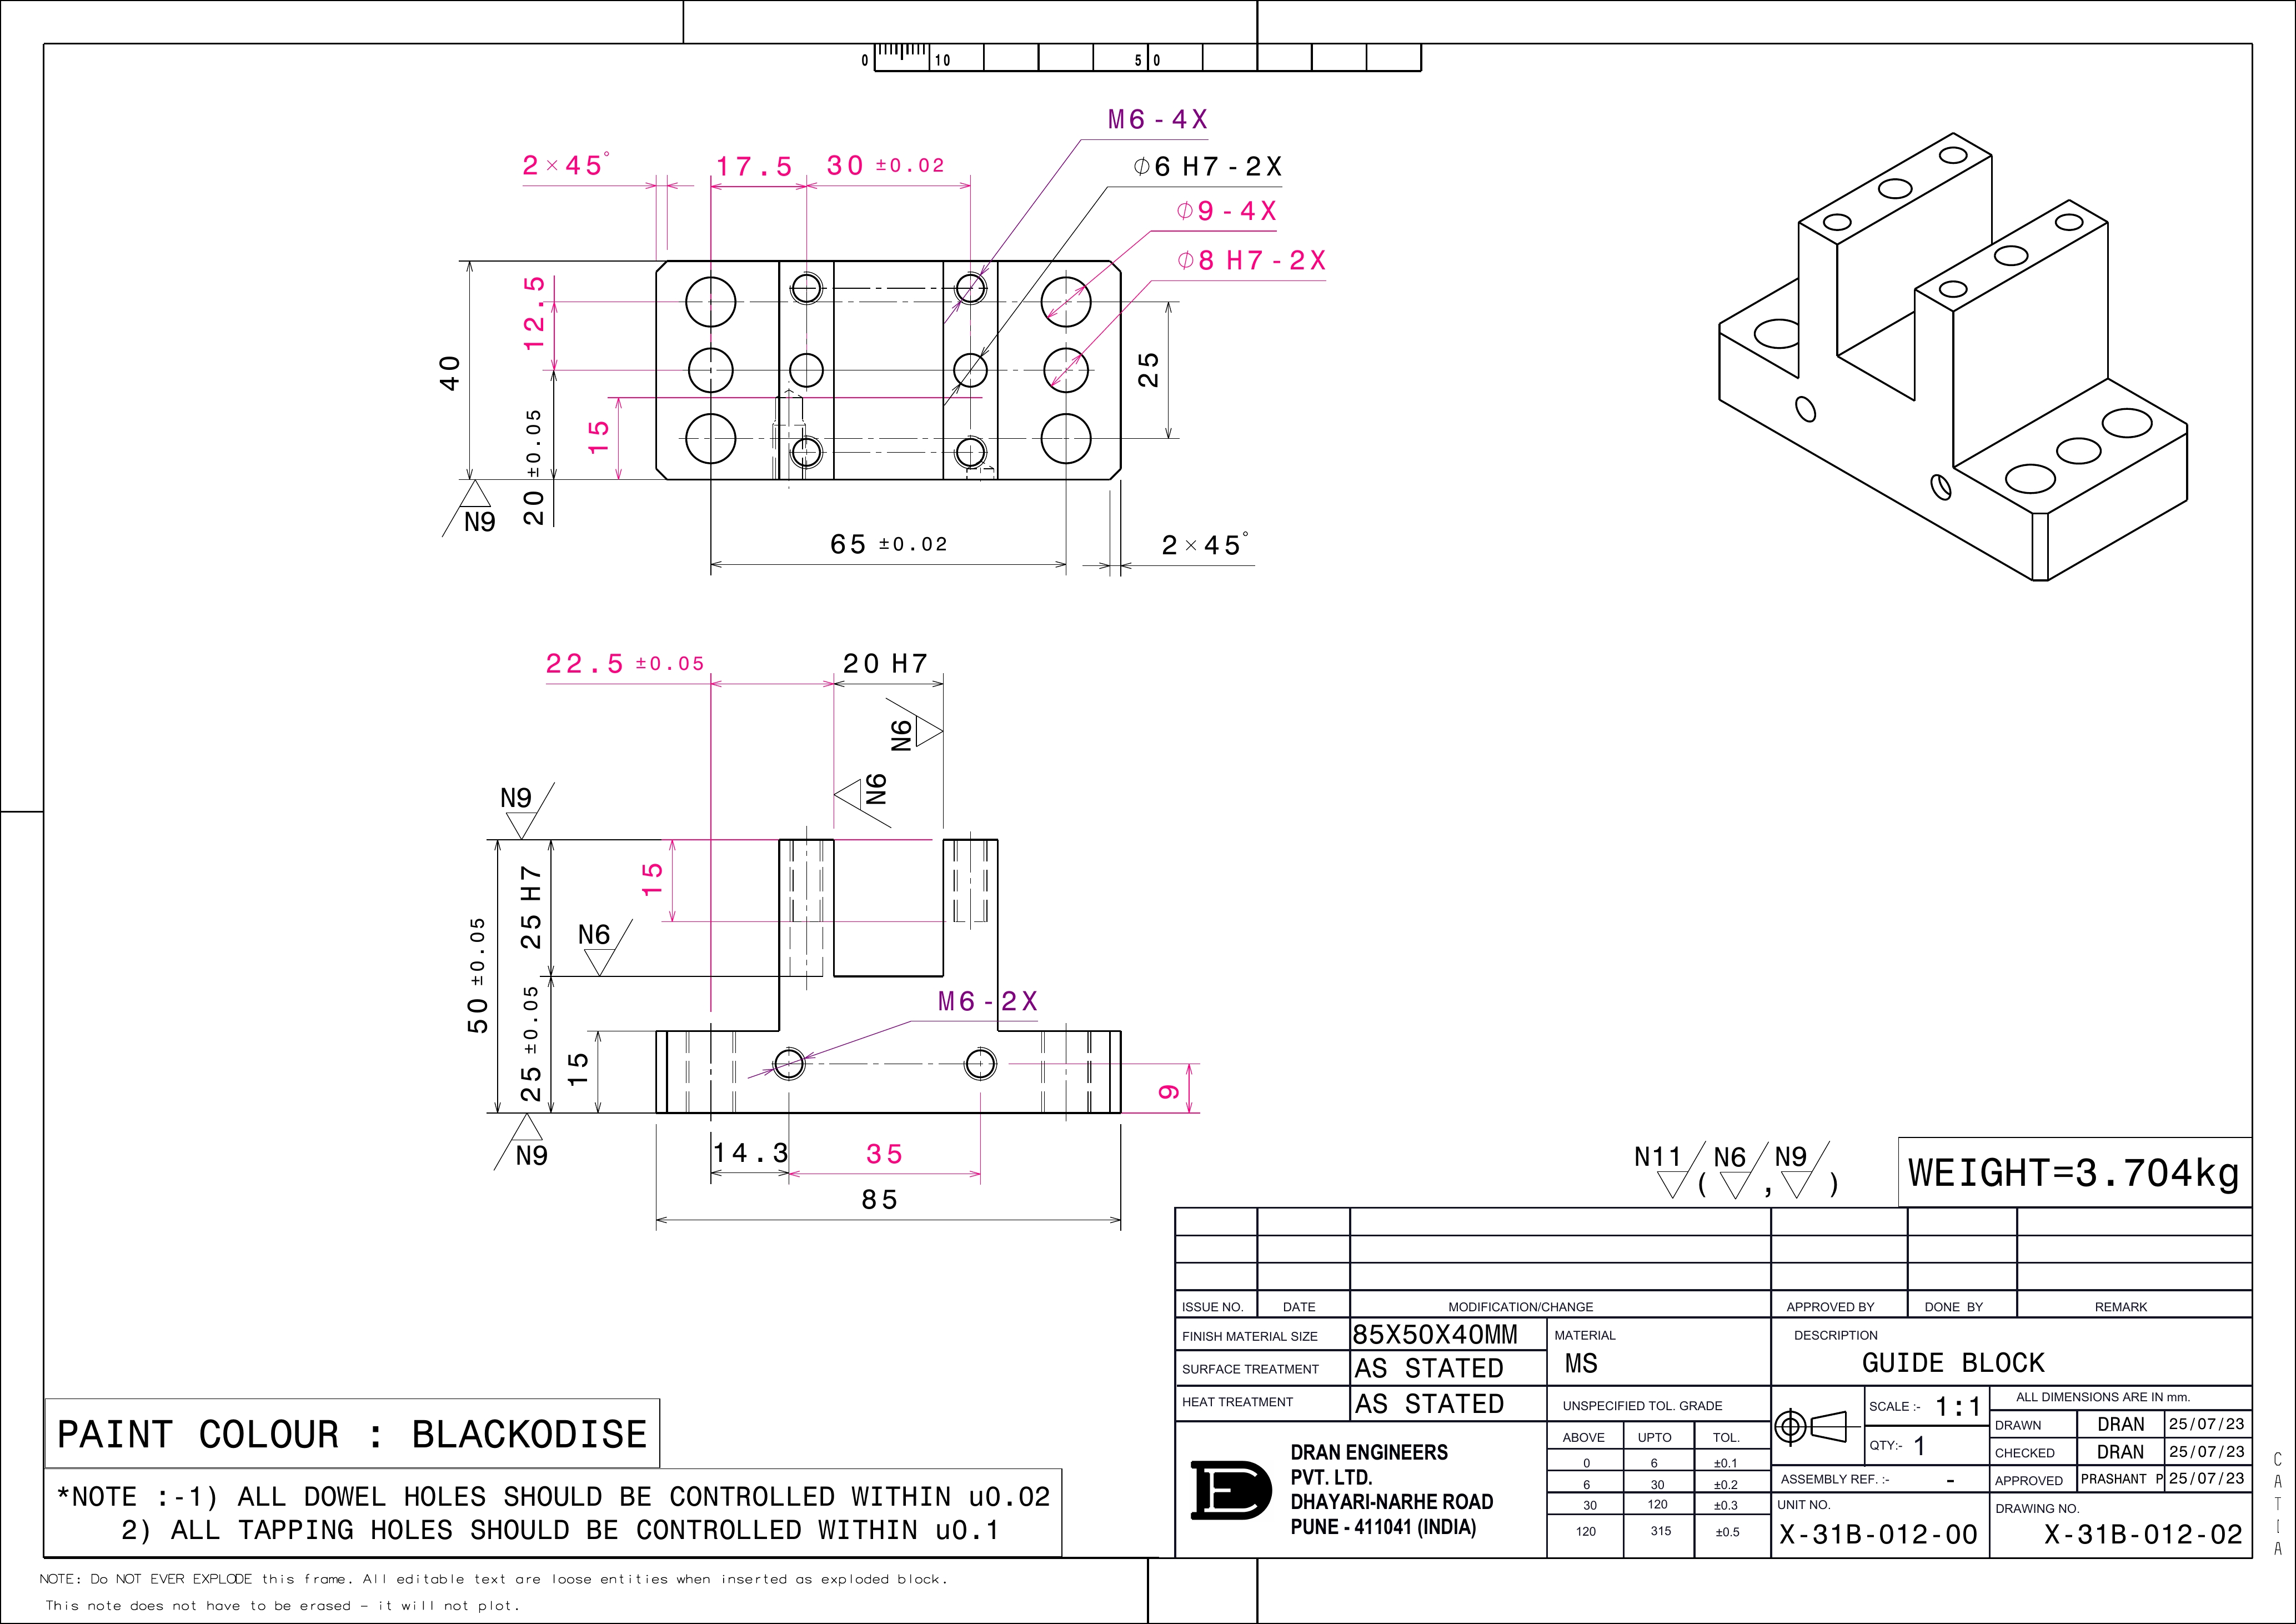 0 10 50
M6-4X
2×45° 17.5 30 ±0.02 ⌀6 H7-2X
⌀9-4X
⌀8 H7-2X
12.5
40
25
15
20 ±0.05
N9
65 ±0.02 2×45°
22.5 ±0.05 20 H7
N6
N6
N9
15
25 H7
N6
50 ±0.05
25 ±0.05
M6-2X
15
9
N9
14.3 35
85
N11 ( N6 , N9 )
WEIGHT=3.704kg
ISSUE NO. DATE MODIFICATION/CHANGE APPROVED BY DONE BY REMARK
FINISH MATERIAL SIZE 85X50X40MM MATERIAL DESCRIPTION
SURFACE TREATMENT AS STATED MS GUIDE BLOCK
HEAT TREATMENT AS STATED UNSPECIFIED TOL. GRADE SCALE :- 1:1 ALL DIMENSIONS ARE IN mm.
DRAWN DRAN 25/07/23
ABOVE UPTO TOL. QTY:- 1 CHECKED DRAN 25/07/23
0 6 ±0.1
6 30 ±0.2 ASSEMBLY REF. :- - APPROVED PRASHANT P 25/07/23
30 120 ±0.3 UNIT NO. DRAWING NO.
120 315 ±0.5 X-31B-012-00 X-31B-012-02
E
DRAN ENGINEERS
PVT. LTD.
DHAYARI-NARHE ROAD
PUNE - 411041 (INDIA)
PAINT COLOUR : BLACKODISE
*NOTE :-1) ALL DOWEL HOLES SHOULD BE CONTROLLED WITHIN u0.02
2) ALL TAPPING HOLES SHOULD BE CONTROLLED WITHIN u0.1
NOTE: Do NOT EVER EXPLODE this frame. All editable text are loose entities when inserted as exploded block.
This note does not have to be erased - it will not plot.
CATIA